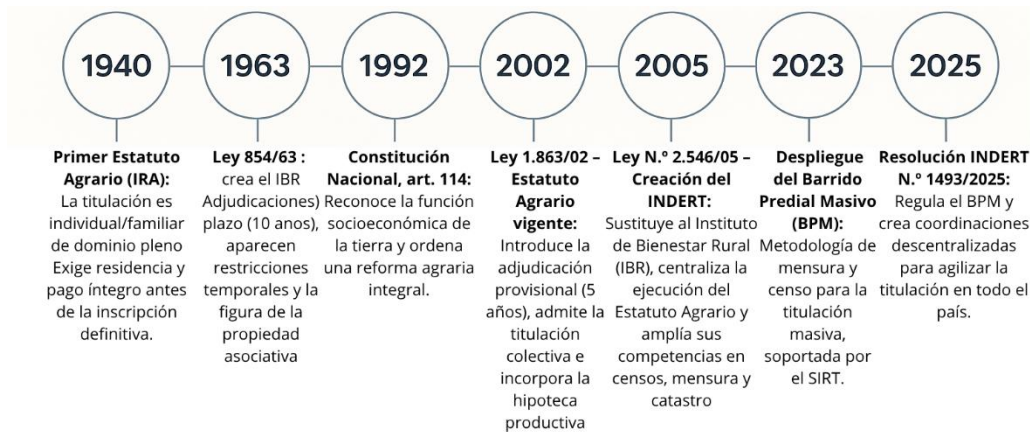 1940
1963
1992
2002
2005
2023
2025
Primer Estatuto
Agrario (IRA):
La titulación es
individual/familiar
de dominio pleno
Exige residencia y
pago íntegro antes
de la inscripción
definitiva.
Ley 854/63 :
crea el IBR
Adjudicaciones)
plazo (10 anos),
aparecen
restricciones
temporales y la
figura de la
propiedad
asociativa
Constitución
Nacional, art. 114:
Reconoce la función
socioeconómica de
la tierra y ordena
una reforma agraria
integral.
Ley 1.863/02 –
Estatuto
Agrario
vigente:
Introduce la
adjudicación
provisional (5
años), admite la
titulación
colectiva e
incorpora la
hipoteca
productiva
Ley N.º 2.546/05 –
Creación del
INDERT:
Sustituye al Instituto
de Bienestar Rural
(IBR), centraliza la
ejecución del
Estatuto Agrario y
amplía sus
competencias en
censos, mensura y
catastro
Despliegue
del Barrido
Predial Masivo
(BPM):
Metodología de
mensura y
censo para la
titulación
masiva,
soportada por
el SIRT.
Resolución INDERT
N.º 1493/2025:
Regula el BPM y
crea coordinaciones
descentralizadas
para agilizar la
titulación en todo el
país.